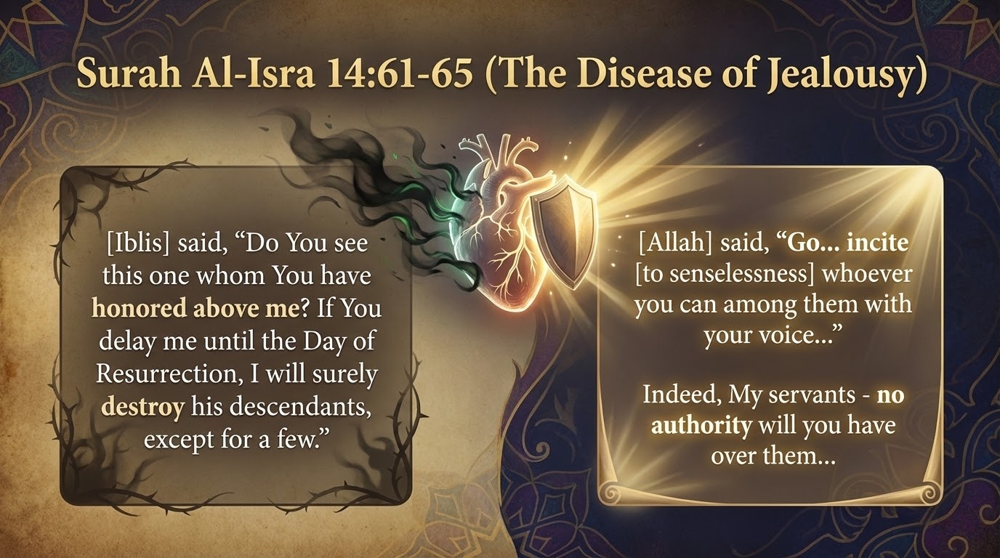 Surah Al-Isra 14:61-65 (The Disease of Jealousy)
[Iblis] said, “Do You see
this one whom You have
honored above me? If You
delay me until the Day of
Resurrection, I will surely
destroy his descendants,
except for a few.”
[Allah] said, “Go... incite
[to senselessness] whoever
you can among them with
your voice...”
Indeed, My servants - no
authority will you have
over them...